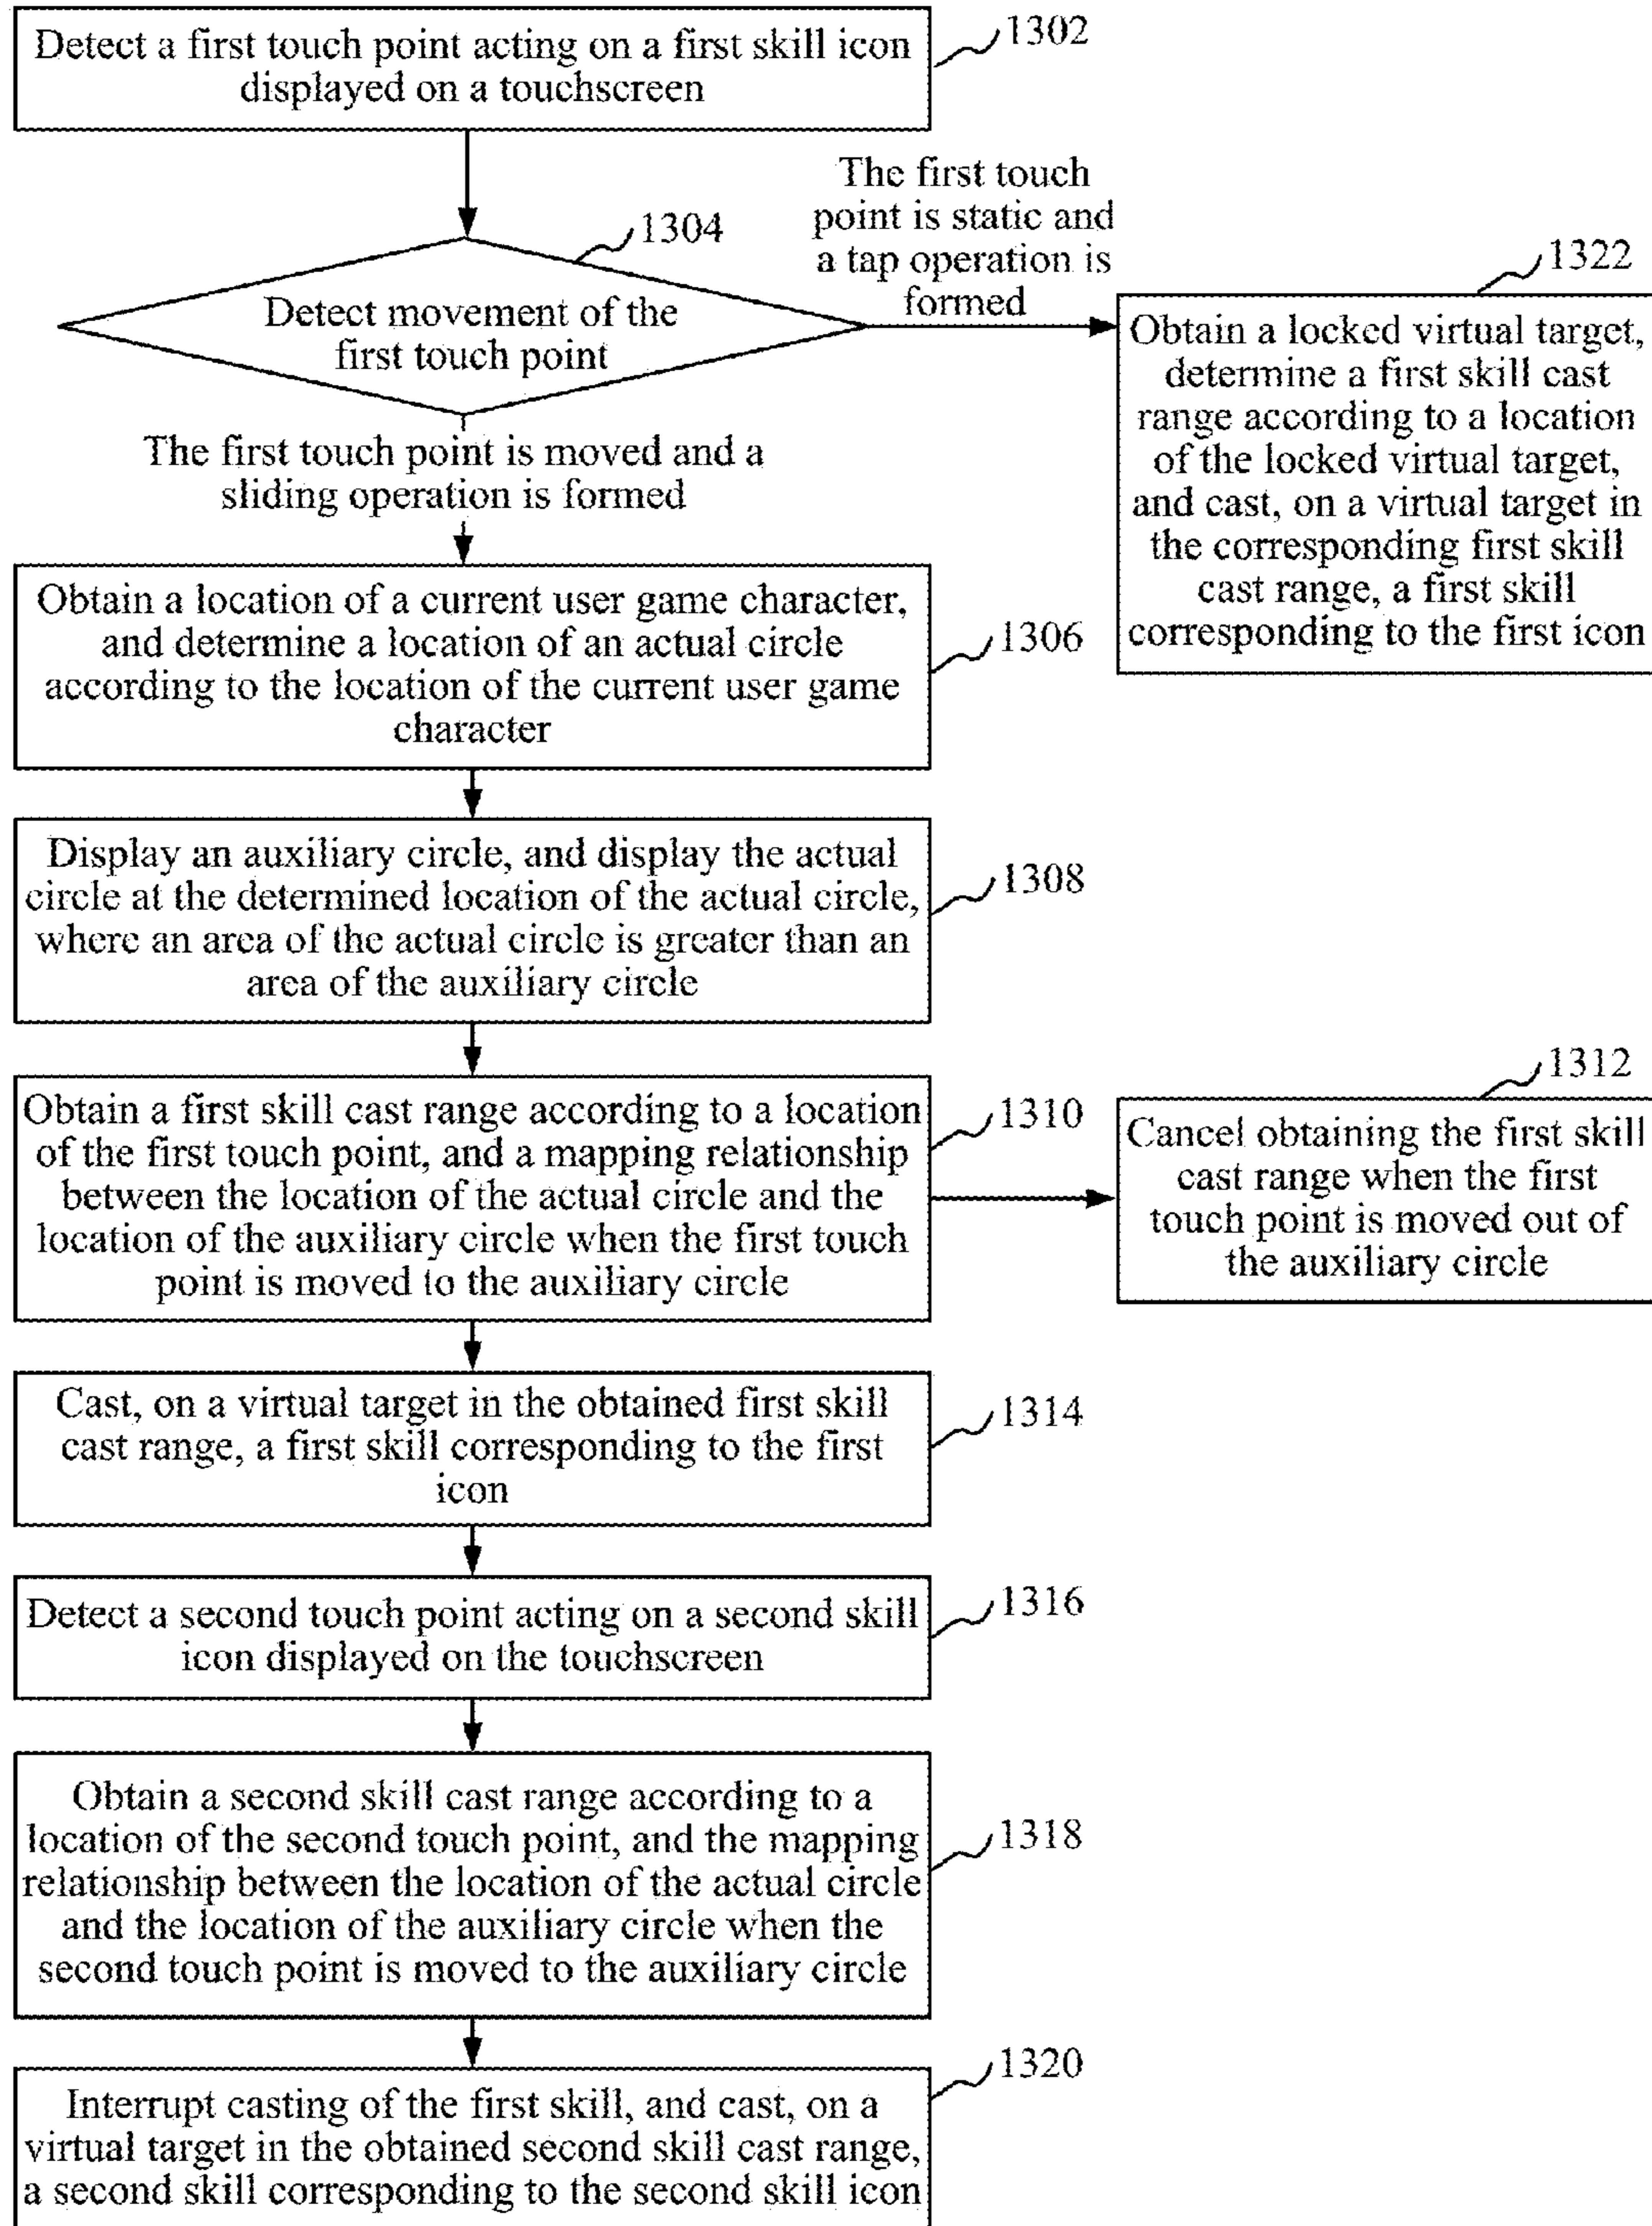 Detect a first touch point acting on a first skill icon
displayed on a touchscreen
1302
1304
Detect movement of the
first touch point
The first touch
point is static and
a tap operation is
formed
1322
Obtain a locked virtual target,
determine a first skill cast
range according to a location
of the locked virtual target,
and cast, on a virtual target in
the corresponding first skill
cast range, a first skill
corresponding to the first icon
The first touch point is moved and a
sliding operation is formed
Obtain a location of a current user game character,
and determine a location of an actual circle
according to the location of the current user game
character
1306
Display an auxiliary circle, and display the actual
circle at the determined location of the actual circle,
where an area of the actual circle is greater than an
area of the auxiliary circle
1308
Obtain a first skill cast range according to a location
of the first touch point, and a mapping relationship
between the location of the actual circle and the
location of the auxiliary circle when the first touch
point is moved to the auxiliary circle
1310
1312
Cancel obtaining the first skill
cast range when the first
touch point is moved out of
the auxiliary circle
Cast, on a virtual target in the obtained first skill
cast range, a first skill corresponding to the first
icon
1314
Detect a second touch point acting on a second skill
icon displayed on the touchscreen
1316
Obtain a second skill cast range according to a
location of the second touch point, and the mapping
relationship between the location of the actual circle
and the location of the auxiliary circle when the
second touch point is moved to the auxiliary circle
1318
Interrupt casting of the first skill, and cast, on a
virtual target in the obtained second skill cast range,
a second skill corresponding to the second skill icon
1320